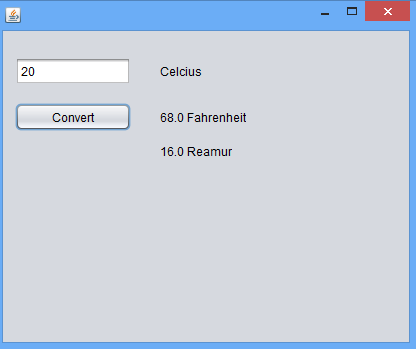 20 Celcius
Convert 68.0 Fahrenheit
16.0 Reamur